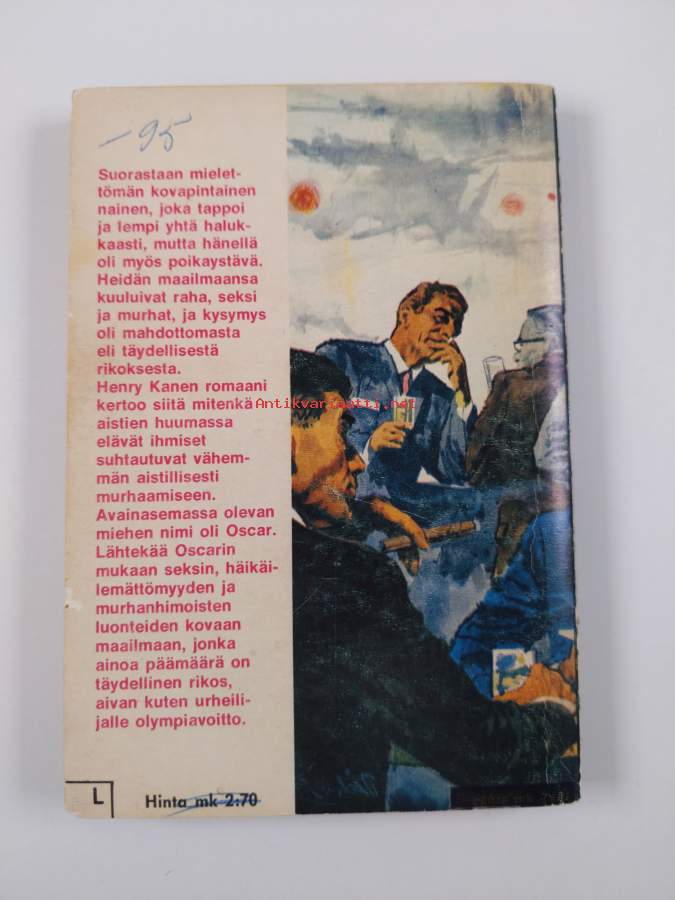 -95
Suorastaan mielet-
tömän kovapintainen
nainen, joka tappoi
ja lempi yhtä haluk-
kaasti, mutta hänellä
oli myös poikaystävä.
Heidän maailmaansa
kuuluivat raha, seksi
ja murhat, ja kysymys
oli mahdottomasta
eli täydellisestä
rikoksesta.
Henry Kanen romaani
kertoo siitä mitenkä
aistien huumassa
elävät ihmiset
suhtautuvat vähem-
män aistillisesti
murhaamiseen.
Avainasemassa olevan
miehen nimi oli Oscar.
Lähtekää Oscarin
mukaan seksin, häikäi-
lemättömyyden ja
murhanhimoisten
luonteiden kovaan
maailmaan, jonka
ainoa päämäärä on
täydellinen rikos,
aivan kuten urheili-
jalle olympiavoitto.
L
Hinta mk 2:70
Antikvariaatti.net